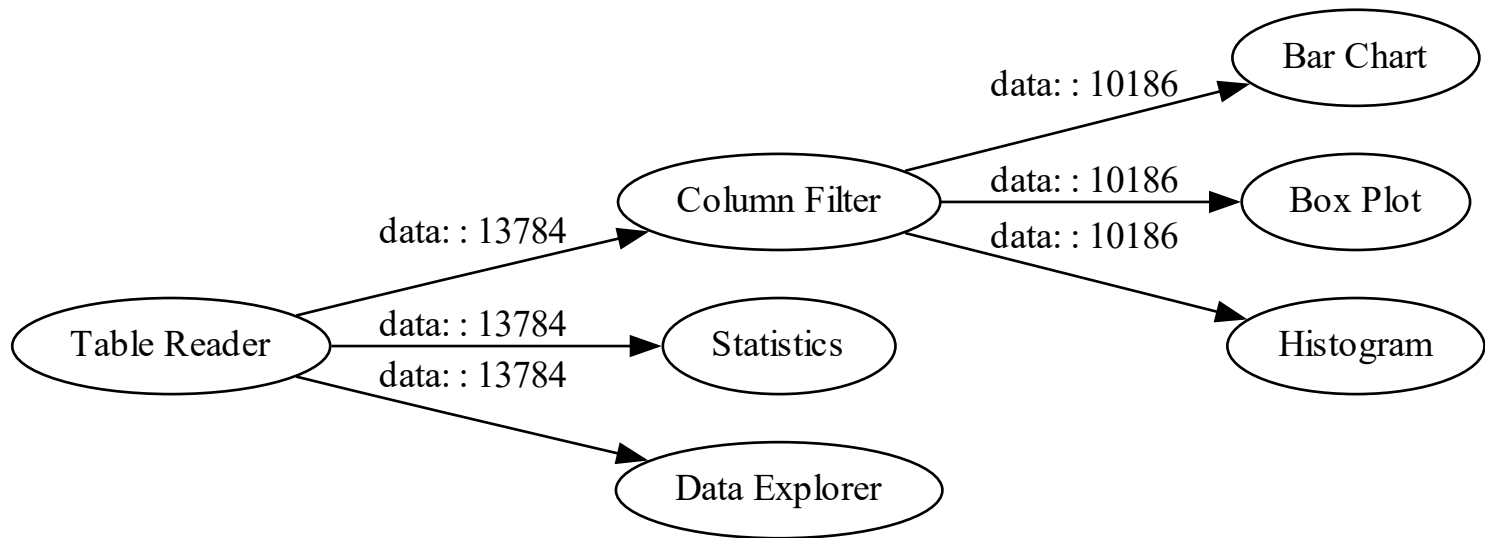 Bar Chart
data: : 10186
Column Filter
data: : 10186
Box Plot
data: : 13784
data: : 10186
Table Reader
data: : 13784
Statistics
Histogram
data: : 13784
Data Explorer